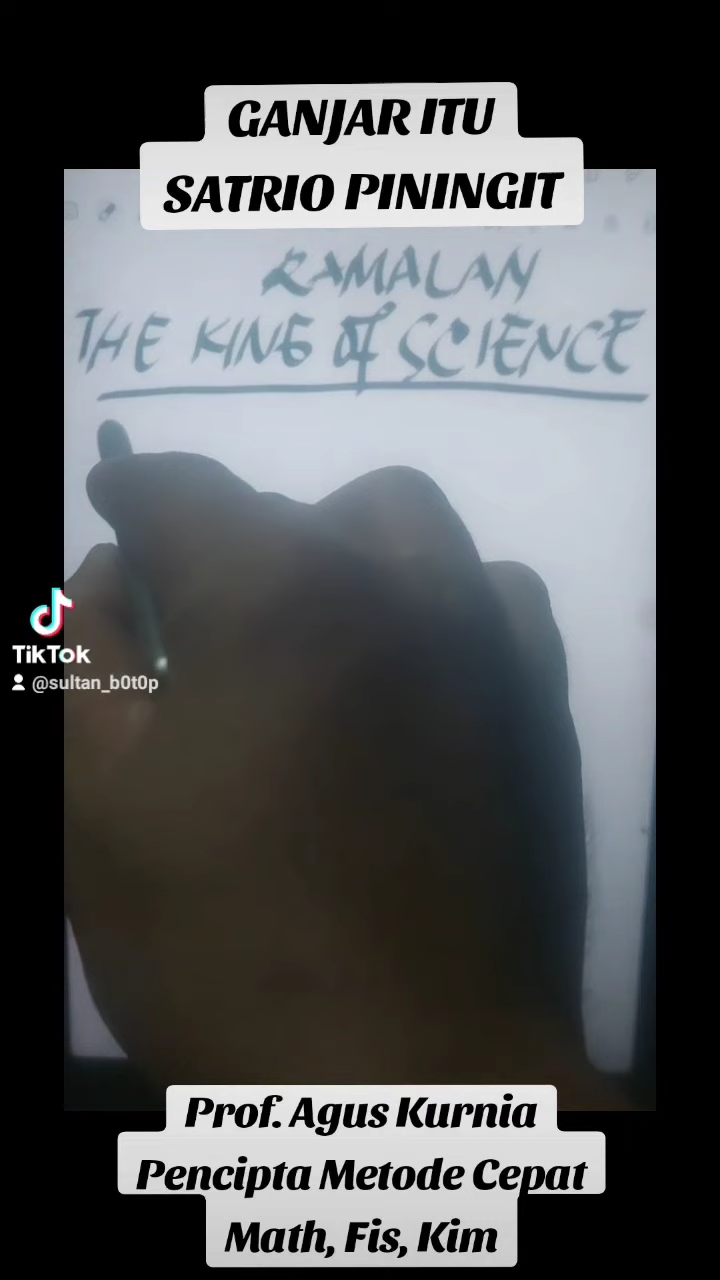 GANJAR ITU
SATRIO PININGIT
RAMALAN
THE KING OF SCIENCE
TikTok
@sultan_b0t0p
Prof. Agus Kurnia
Pencipta Metode Cepat
Math, Fis, Kim